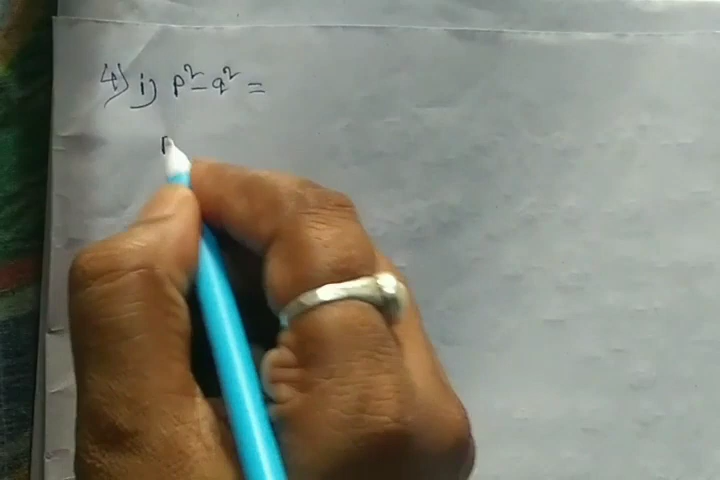 4) i) p² - q² =